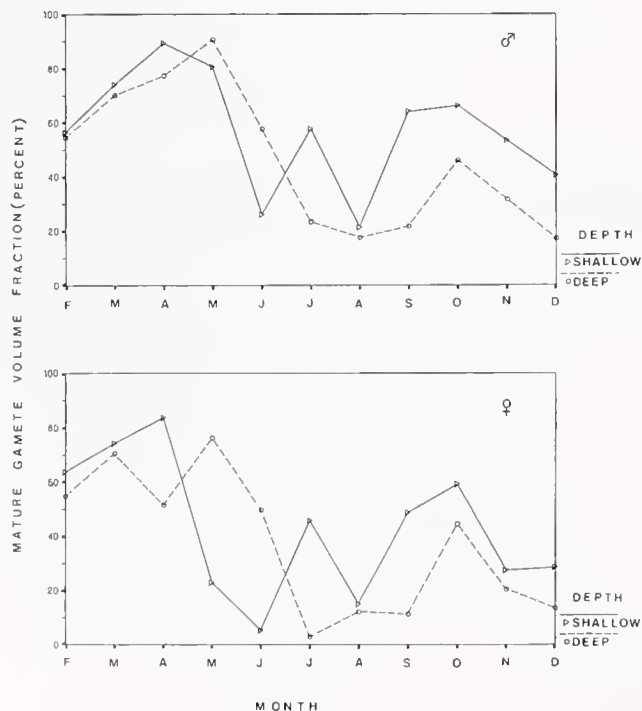 MATURE GAMETE VOLUME FRACTION (PERCENT)
100
80
60
40
20
0
♂
F M A M J J A S O N D
DEPTH
SHALLOW
DEEP
100
80
60
40
20
0
♀
F M A M J J A S O N D
DEPTH
SHALLOW
DEEP
MONTH